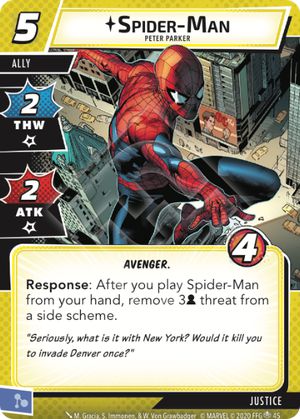 5
SPIDER-MAN
PETER PARKER
ALLY
2
THW
2
ATK
4
AVENGER.
Response: After you play Spider-Man
from your hand, remove 3 threat from
a side scheme.
"Seriously, what is it with New York? Would it kill you
to invade Denver once?"
JUSTICE
M. Gracia, S. Immonen, & W. Von Grawbadger © MARVEL © 2020 FFG 45